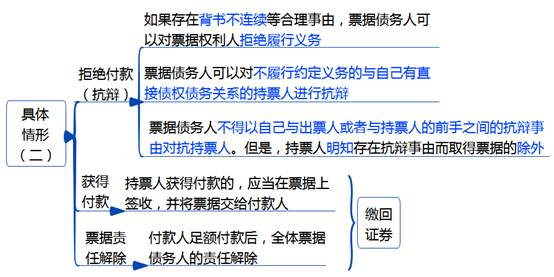 如果存在背书不连续等合理事由，票据债务人可
以对票据权利人拒绝履行义务
拒绝付款
（抗辩）
票据债务人可以对不履行约定义务的与自己有直
接债权债务关系的持票人进行抗辩
具体
情形
（二）
票据债务人不得以自己与出票人或者与持票人的前手之间的抗辩事
由对抗持票人。但是，持票人明知存在抗辩事由而取得票据的除外
获得
付款
持票人获得付款的，应当在票据上
签收，并将票据交给付款人
缴回
证券
票据责
任解除
付款人足额付款后，全体票据
债务人的责任解除